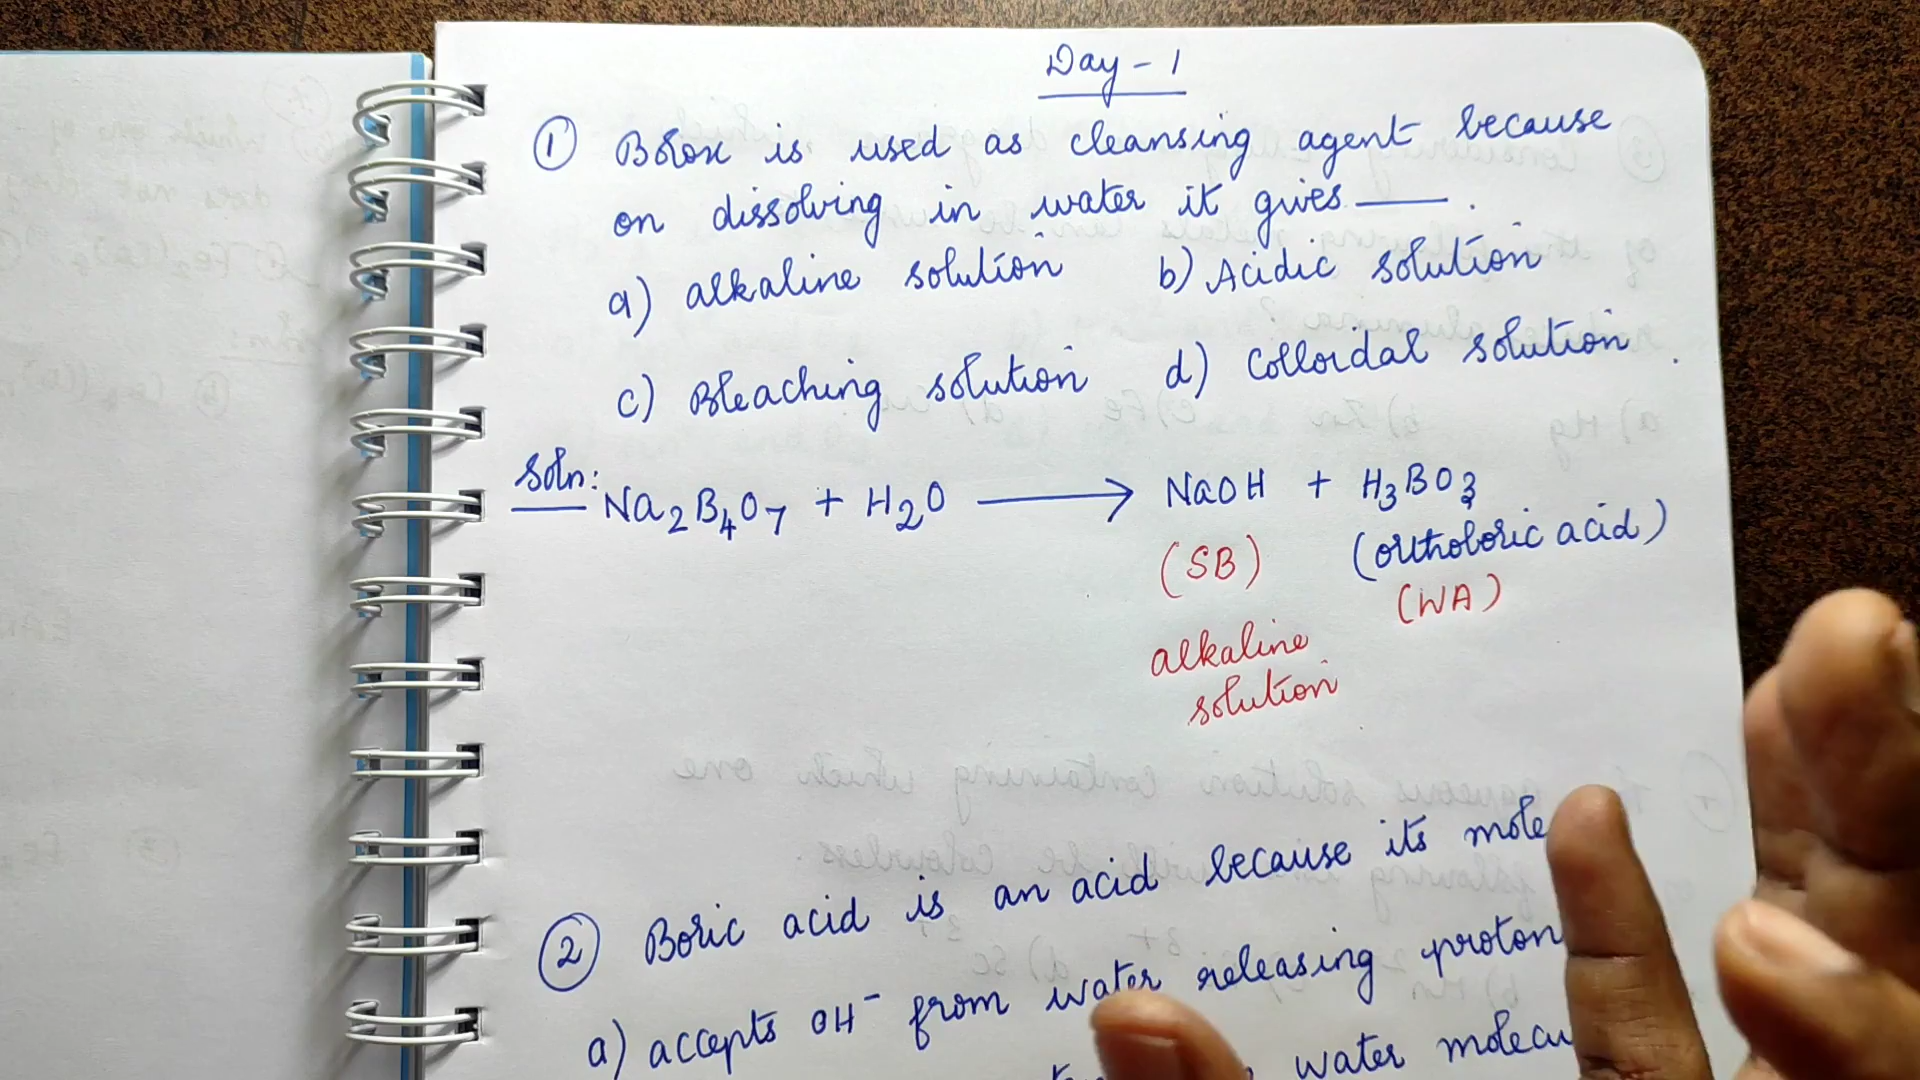 Day - 1
① Borox is used as cleansing agent because
on dissolving in water it gives ——.
a) alkaline solution b) Acidic solution
c) Bleaching solution d) Colloidal solution.
Soln: Na₂B₄O₇ + H₂O ⟶ NaOH + H₃BO₃
(SB) (orthoboric acid)
(WA)
alkaline
solution
② Boric acid is an acid because its mole
a) accepts OH⁻ from water releasing proton
water molecu